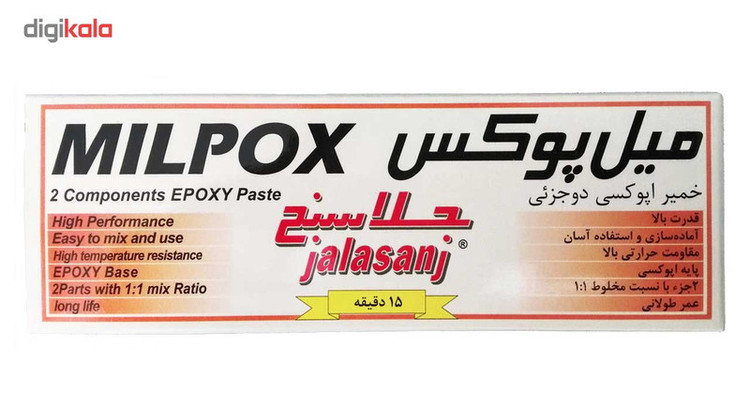 digikala
MILPOX
میل پوکس
2 Components EPOXY Paste
خمیر اپوکسی دوجزئی
جلاسنج
jalasanj®
High Performance
Easy to mix and use
High temperature resistance
EPOXY Base
2Parts with 1:1 mix Ratio
long life
قدرت بالا
آماده‌سازی و استفاده آسان
مقاومت حرارتی بالا
پایه اپوکسی
۲جزء با نسبت مخلوط ۱:۱
عمر طولانی
۱۵ دقیقه